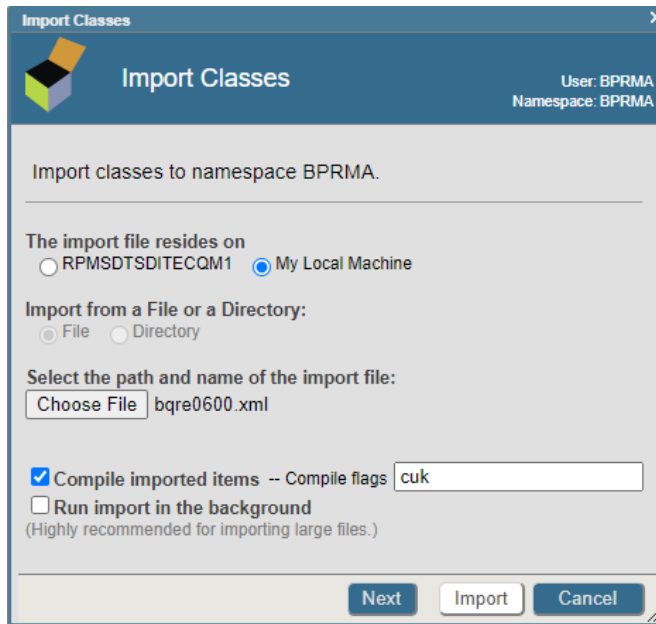 Import Classes
Import Classes
User: BPRMA
Namespace: BPRMA
Import classes to namespace BPRMA.
The import file resides on
RPMSDTSDITECQM1 My Local Machine
Import from a File or a Directory:
File Directory
Select the path and name of the import file:
Choose File bqre0600.xml
Compile imported items -- Compile flags cuk
Run import in the background
(Highly recommended for importing large files.)
Next Import Cancel